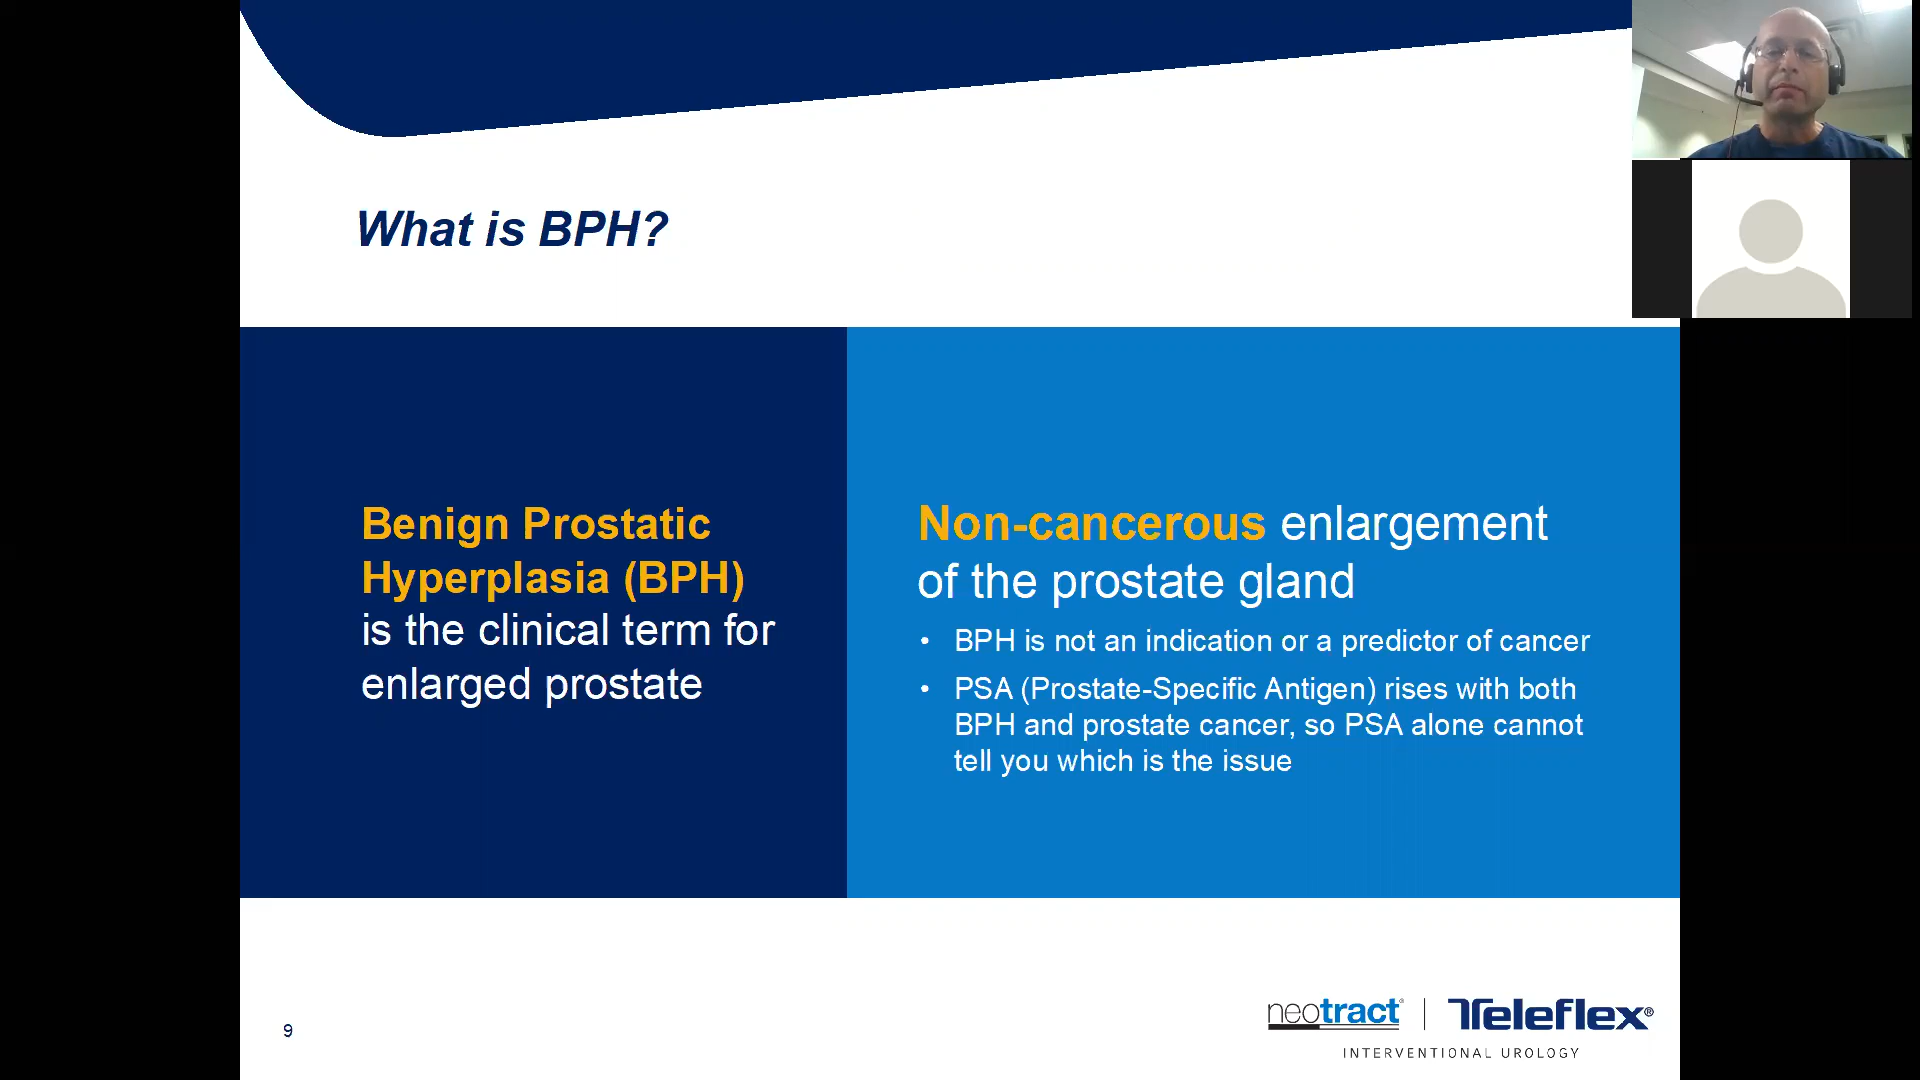 What is BPH?
Benign Prostatic
Hyperplasia (BPH)
is the clinical term for
enlarged prostate
Non-cancerous enlargement
of the prostate gland
• BPH is not an indication or a predictor of cancer
• PSA (Prostate-Specific Antigen) rises with both
BPH and prostate cancer, so PSA alone cannot
tell you which is the issue
9
neotract® | Teleflex®
INTERVENTIONAL UROLOGY